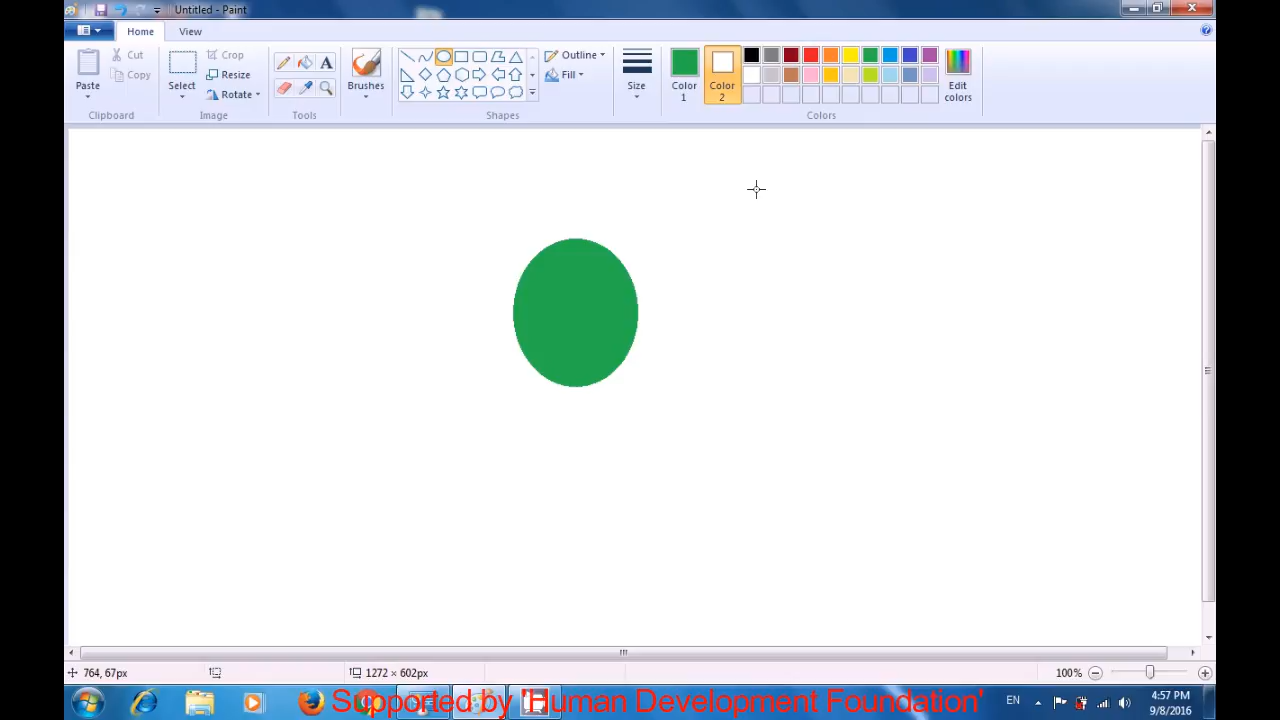 Untitled - Paint
Home View
Paste
Cut
Copy
Clipboard
Select
Crop
Resize
Rotate
Image
A
Tools
Brushes
Outline
Fill
Shapes
Size
Color 1
Color 2
Colors
Edit colors
764, 67px
1272 × 602px
100%
Supported by 'Human Development Foundation'
EN
4:57 PM
9/8/2016